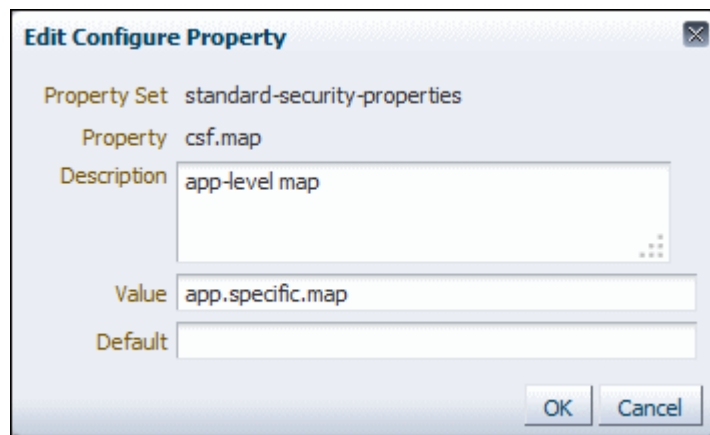 Edit Configure Property
Property Set standard-security-properties
Property csf.map
Description app-level map
Value app.specific.map
Default
OK Cancel